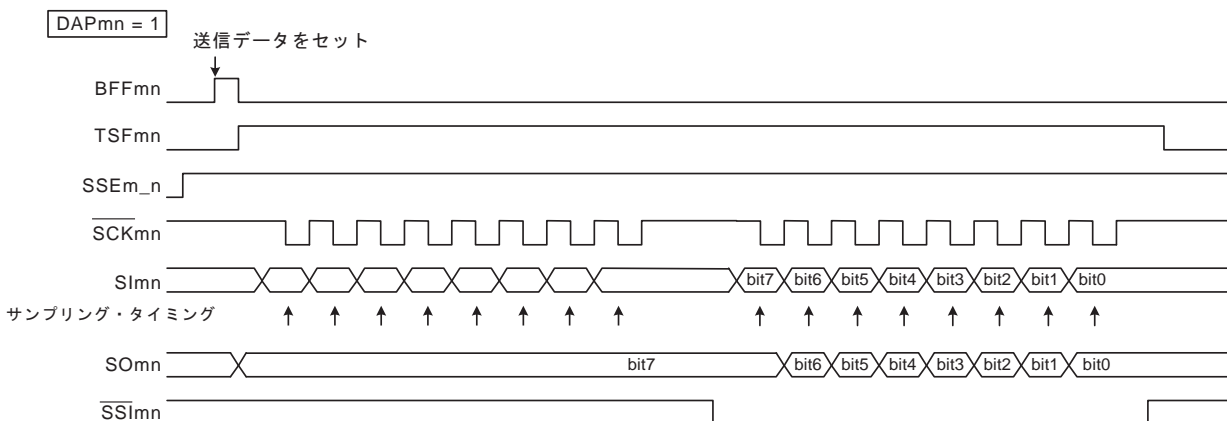 DAPmn = 1
送信データをセット
BFFmn
TSFmn
SSEm_n
SCKmn
SImn bit7 bit6 bit5 bit4 bit3 bit2 bit1 bit0
サンプリング・タイミング
SOmn bit7 bit6 bit5 bit4 bit3 bit2 bit1 bit0
SSImn